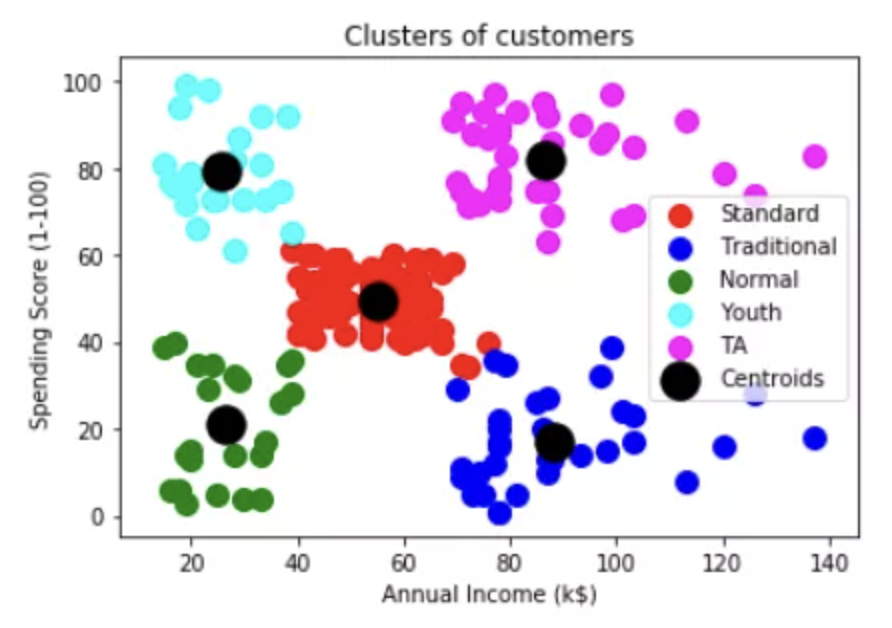 Clusters of customers
100
80
60
40
20
0
Spending Score (1-100)
Standard
Traditional
Normal
Youth
TA
Centroids
20 40 60 80 100 120 140
Annual Income (k$)